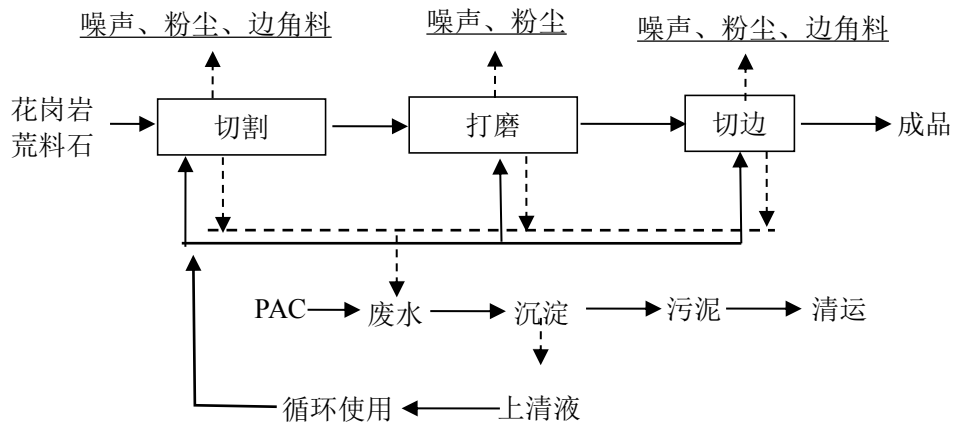 噪声、粉尘、边角料
噪声、粉尘
噪声、粉尘、边角料
花岗岩
荒料石
切割
打磨
切边
成品
PAC
废水
沉淀
污泥
清运
循环使用
上清液